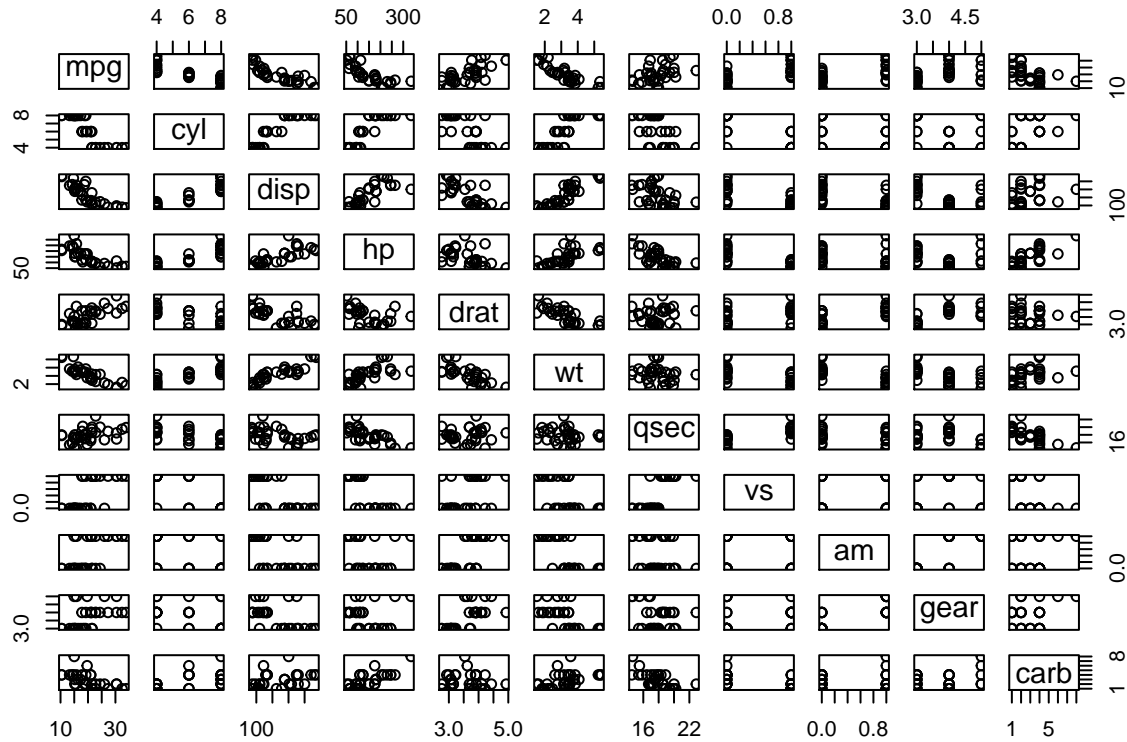 4 6 8 50 300 2 4 0.0 0.8 3.0 4.5
mpg 10
4 8 cyl
disp 100
50 hp
drat 3.0
2 wt
qsec 16
0.0 vs
am 0.0
3.0 gear
carb 1 8
10 30 100 3.0 5.0 16 22 0.0 0.8 1 5